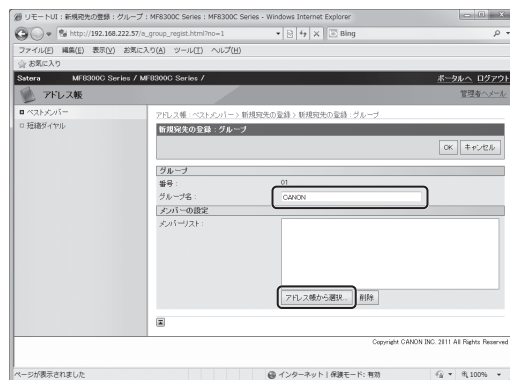 リモートUI : 新規宛先の登録 : グループ : MF8300C Series : MF8300C Series - Windows Internet Explorer
http://192.168.222.57/a_group_regist.html?no=1
Bing
ファイル(F) 編集(E) 表示(V) お気に入り(A) ツール(T) ヘルプ(H)
お気に入り
Satera MF8300C Series / MF8300C Series / ポータルへ ログアウト
アドレス帳 管理者へメール
ベストメンバー
短縮ダイヤル
アドレス帳 : ベストメンバー > 新規宛先の登録 > 新規宛先の登録 : グループ
新規宛先の登録 : グループ
OK キャンセル
グループ
番号 : 01
グループ名 : CANON
メンバーの設定
メンバーリスト :
アドレス帳から選択... 削除
Copyright CANON INC. 2011 All Rights Reserved
ページが表示されました インターネット | 保護モード: 有効 100%